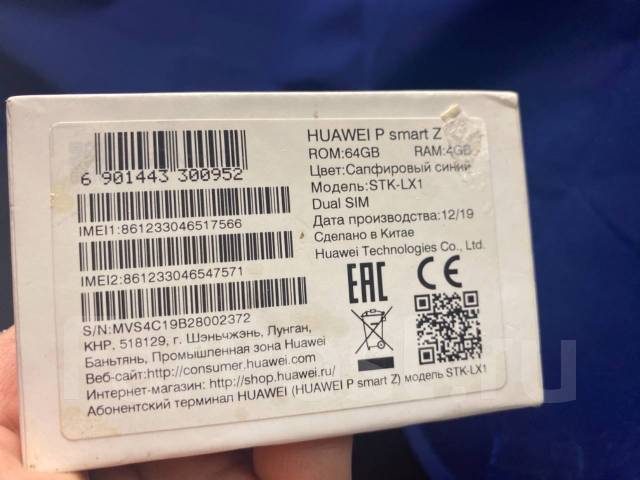 HUAWEI P smart Z
ROM:64GB RAM:4GB
Цвет:Сапфировый синий
Модель:STK-LX1
Dual SIM
Дата производства:12/19
Сделано в Китае
Huawei Technologies Co., Ltd.
6 901443 300952
IMEI1:861233046517566
IMEI2:861233046547571
S/N:MVS4C19B28002372
КНР, 518129, г. Шэньчжэнь, Лунган,
Баньтянь, Промышленная зона Huawei
Веб-сайт:http://consumer.huawei.com
Интернет-магазин: http://shop.huawei.ru/
Абонентский терминал HUAWEI (HUAWEI P smart Z) модель STK-LX1
EAC
CE